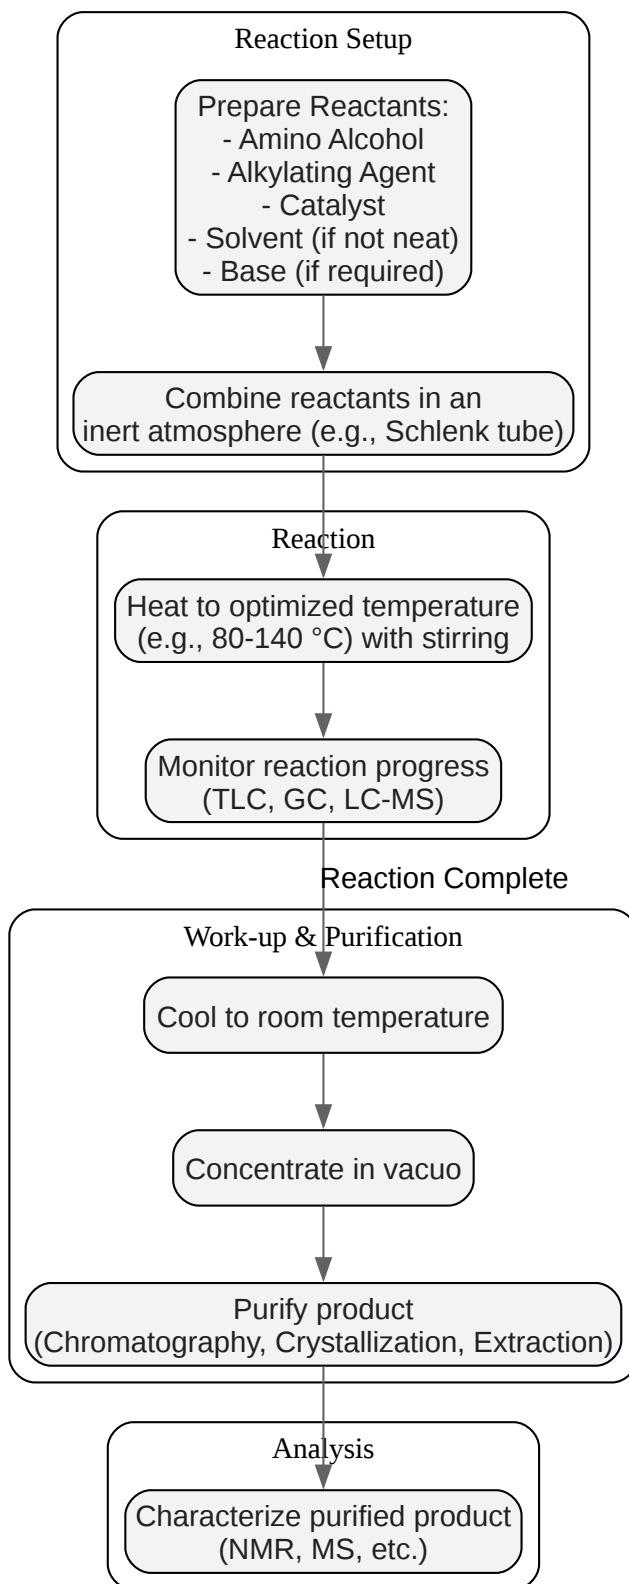 Reaction Setup
Prepare Reactants:
- Amino Alcohol
- Alkylating Agent
- Catalyst
- Solvent (if not neat)
- Base (if required)
Combine reactants in an
inert atmosphere (e.g., Schlenk tube)
Reaction
Heat to optimized temperature
(e.g., 80-140 °C) with stirring
Monitor reaction progress
(TLC, GC, LC-MS)
Reaction Complete
Work-up & Purification
Cool to room temperature
Concentrate in vacuo
Purify product
(Chromatography, Crystallization, Extraction)
Analysis
Characterize purified product
(NMR, MS, etc.)